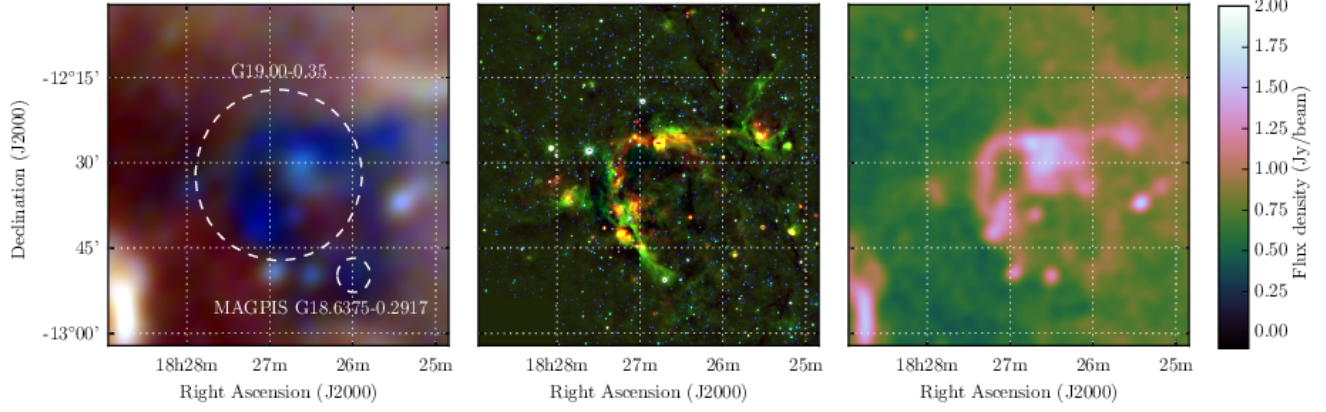 G19.00-0.35
MAGPIS G18.6375-0.2917
Declination (J2000)
-12°15'
30'
45'
-13°00'
18h28m 27m 26m 25m
Right Ascension (J2000)
18h28m 27m 26m 25m
Right Ascension (J2000)
18h28m 27m 26m 25m
Right Ascension (J2000)
2.00
1.75
1.50
1.25
1.00
0.75
0.50
0.25
0.00
Flux density (Jy/beam)